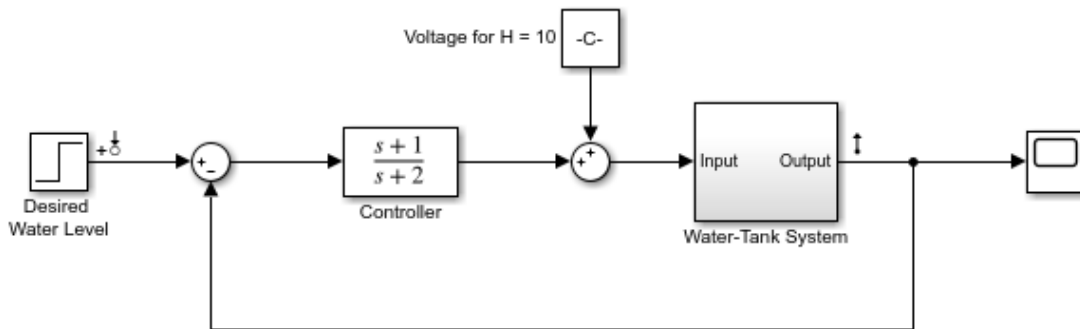 Voltage for H = 10
-C-
s + 1
s + 2
Input
Output
Desired
Water Level
Controller
Water-Tank System